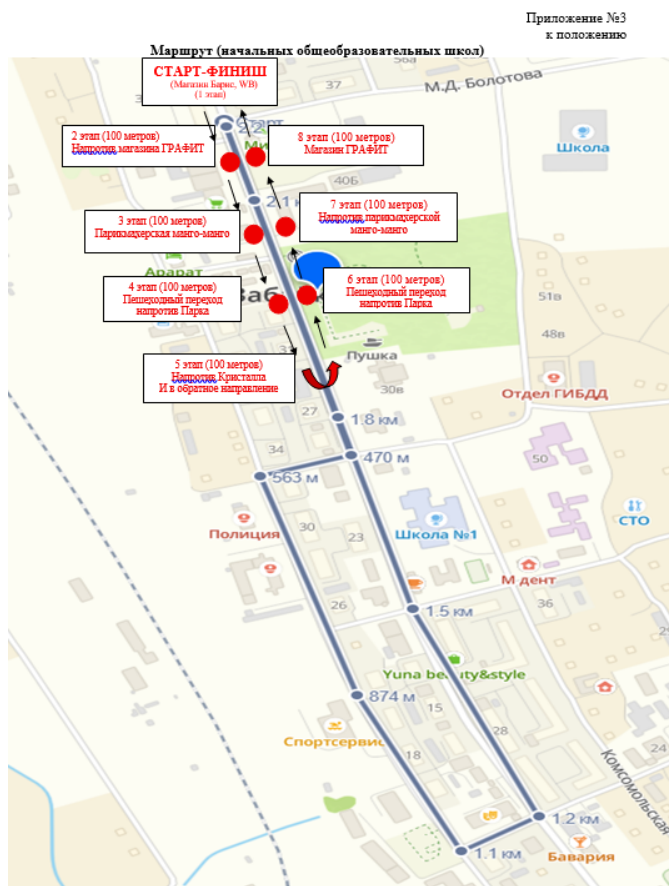 Приложение №3
к положению
Маршрут (начальных общеобразовательных школ)
СТАРТ-ФИНИШ
(Магазин Барис, WB)
(1 этап)
56а
37
М.Д. Болотова
Школа
2 этап (100 метров)
Напротив магазина ГРАФИТ
8 этап (100 метров)
Магазин ГРАФИТ
40Б
2.1 км
3 этап (100 метров)
Парикмахерская манго-манго
7 этап (100 метров)
Напротив парикмахерской
манго-манго
Арарат
4 этап (100 метров)
Пешеходный переход
напротив Парка
6 этап (100 метров)
Пешеходный переход
напротив Парка
51в
48в
5 этап (100 метров)
Напротив Кристалла
И в обратное направление
Пушка
30в
Отдел ГИБДД
27
1.8 км
34
470 м
50
563 м
30
23
Полиция
Школа №1
СТО
М дент
26
36
1.5 км
Yuna beauty&style
874 м
15
28
Спортсервис
18
24
Комсомольская
1.2 км
1.1 км
Бавария